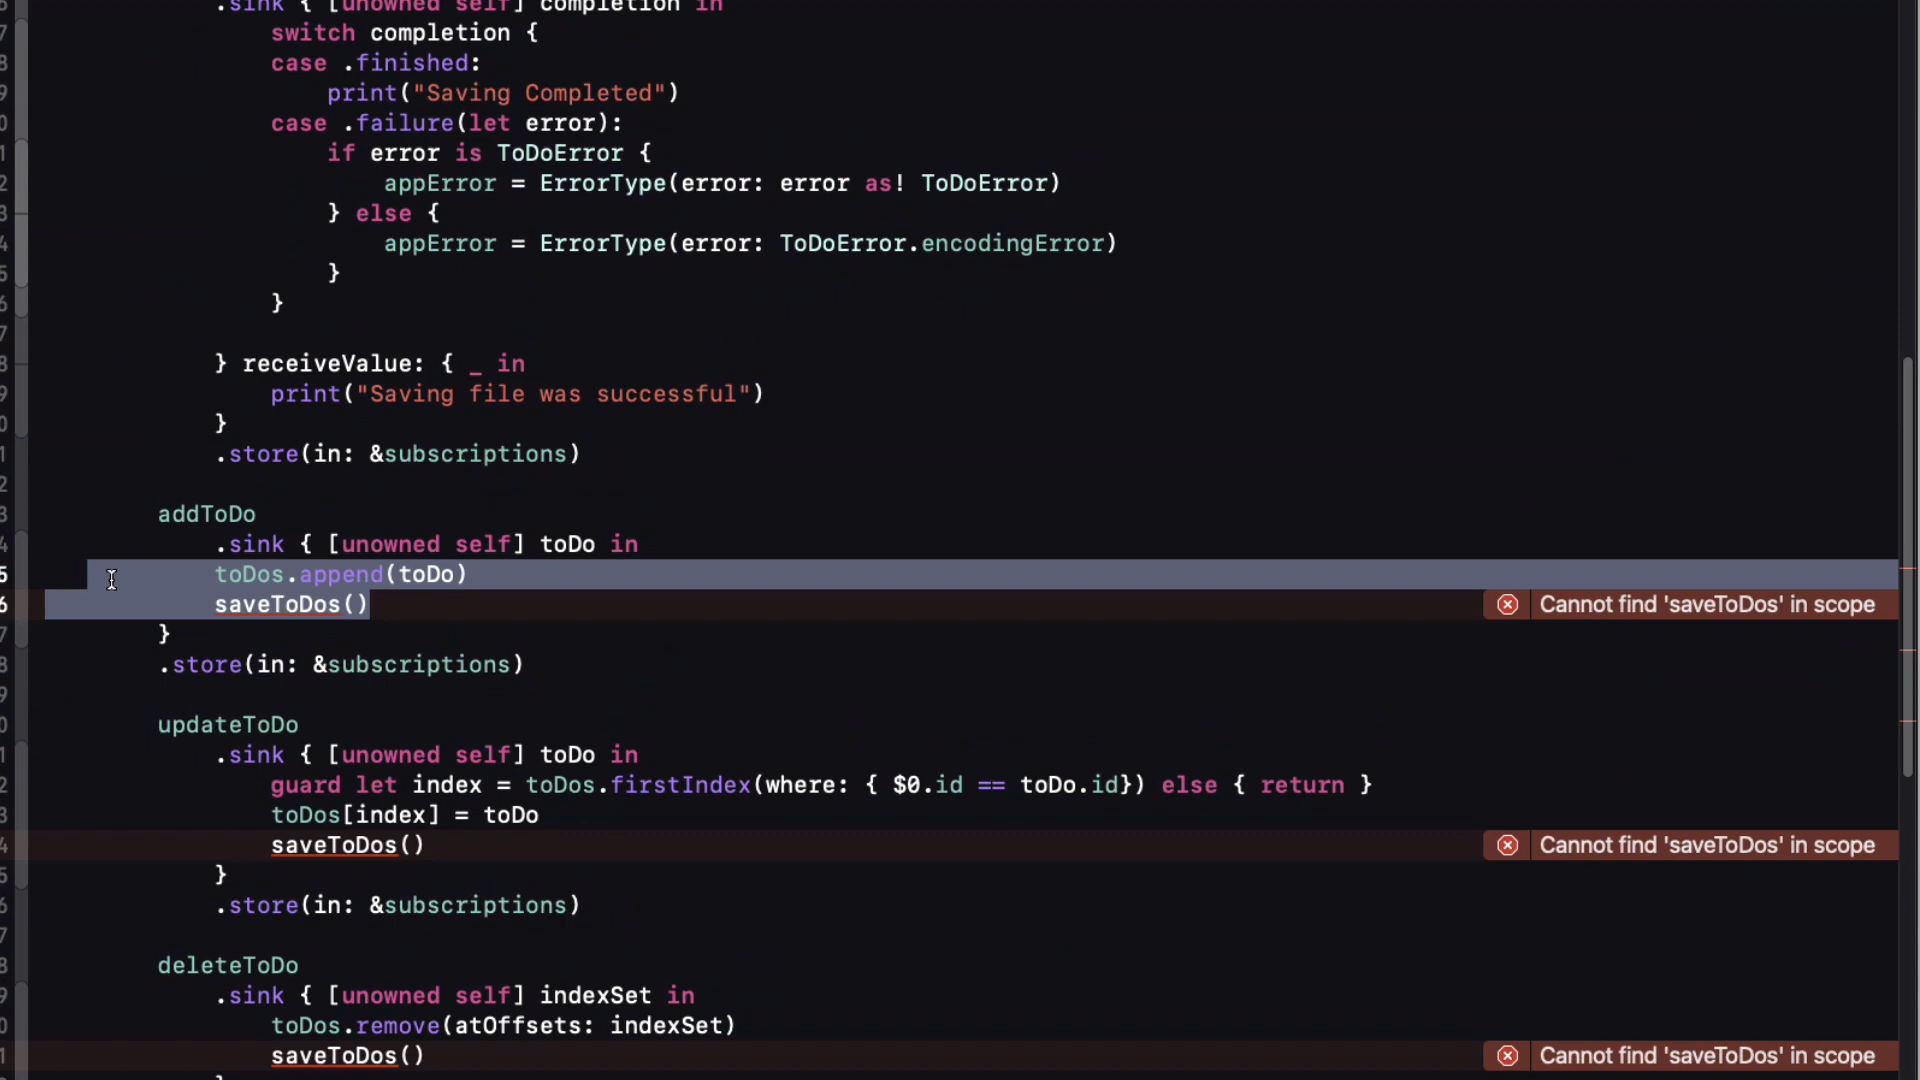 .sink { [unowned self] completion in
switch completion {
case .finished:
print("Saving Completed")
case .failure(let error):
if error is ToDoError {
appError = ErrorType(error: error as! ToDoError)
} else {
appError = ErrorType(error: ToDoError.encodingError)
}
}
} receiveValue: { _ in
print("Saving file was successful")
}
.store(in: &subscriptions)
addToDo
.sink { [unowned self] toDo in
toDos.append(toDo)
saveToDos() Cannot find 'saveToDos' in scope
}
.store(in: &subscriptions)
updateToDo
.sink { [unowned self] toDo in
guard let index = toDos.firstIndex(where: { $0.id == toDo.id}) else { return }
toDos[index] = toDo
saveToDos() Cannot find 'saveToDos' in scope
}
.store(in: &subscriptions)
deleteToDo
.sink { [unowned self] indexSet in
toDos.remove(atOffsets: indexSet)
saveToDos() Cannot find 'saveToDos' in scope